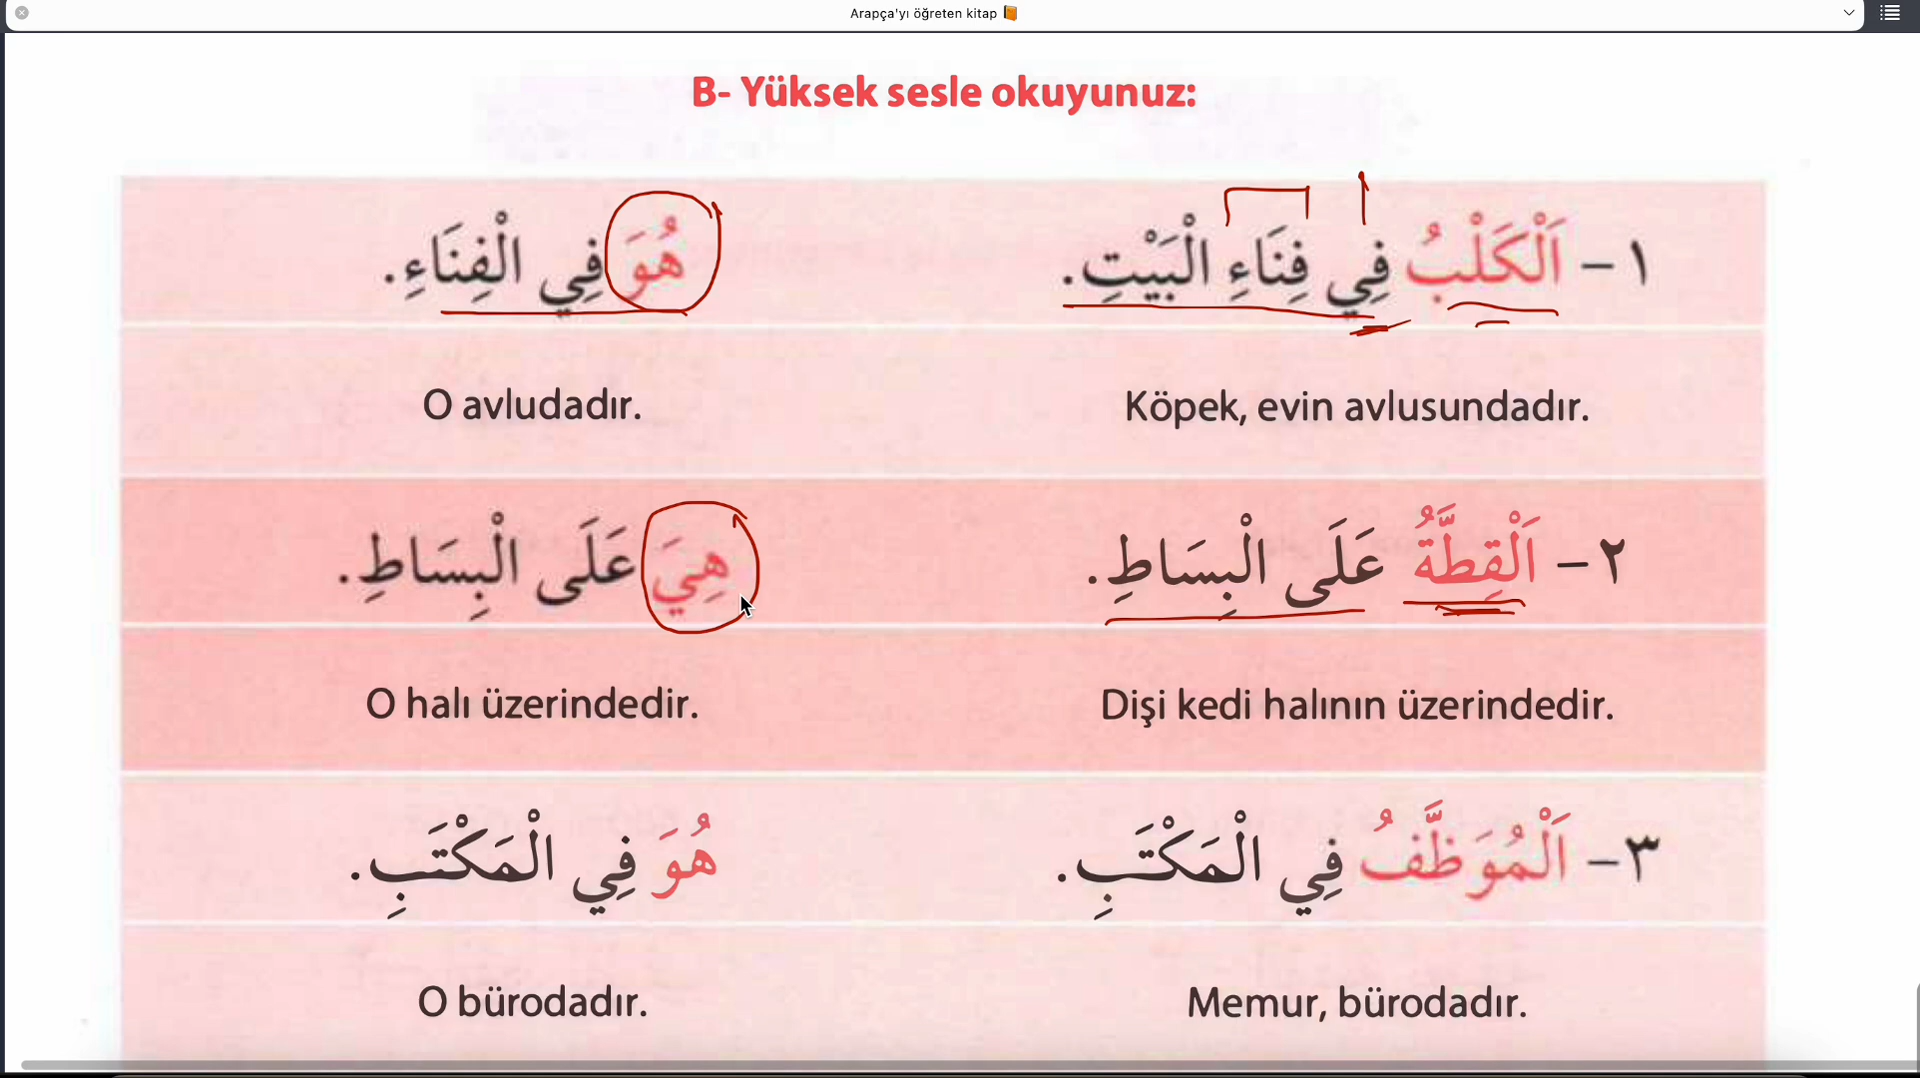 Arapça'yı öğreten kitap
B- Yüksek sesle okuyunuz:
١ – اَلْكَلْبُ فِي فِنَاءِ الْبَيْتِ. هُوَ فِي الْفِنَاءِ.
Köpek, evin avlusundadır. O avludadır.
٢ – اَلْقِطَّةُ عَلَى الْبِسَاطِ. هِيَ عَلَى الْبِسَاطِ.
Dişi kedi halının üzerindedir. O halı üzerindedir.
٣ – اَلْمُوَظَّفُ فِي الْمَكْتَبِ. هُوَ فِي الْمَكْتَبِ.
Memur, bürodadır. O bürodadır.